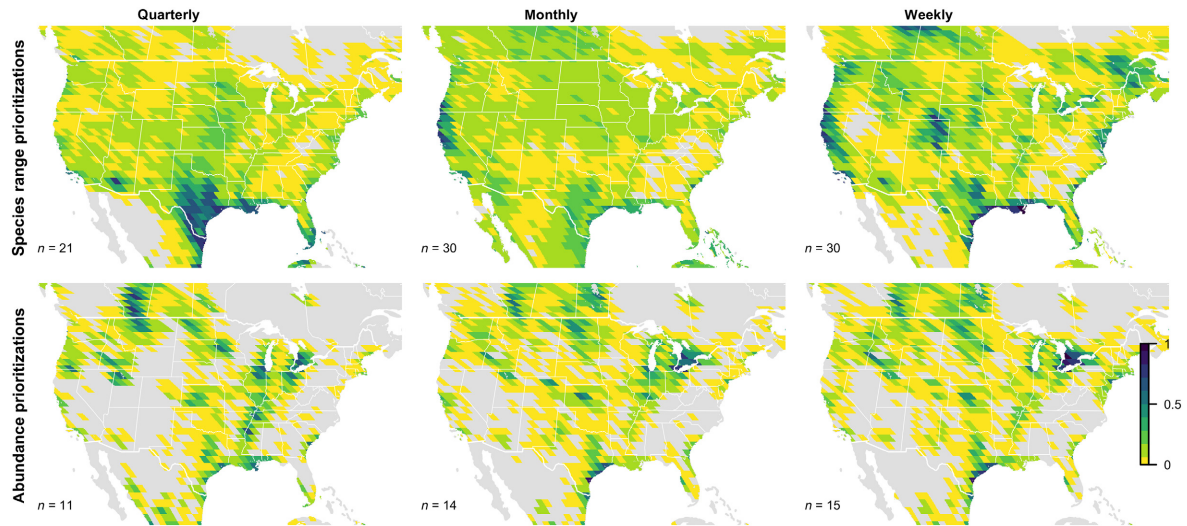 Quarterly
Monthly
Weekly
Species range prioritizations
n = 21
n = 30
n = 30
Abundance prioritizations
n = 11
n = 14
n = 15
1
0.5
0